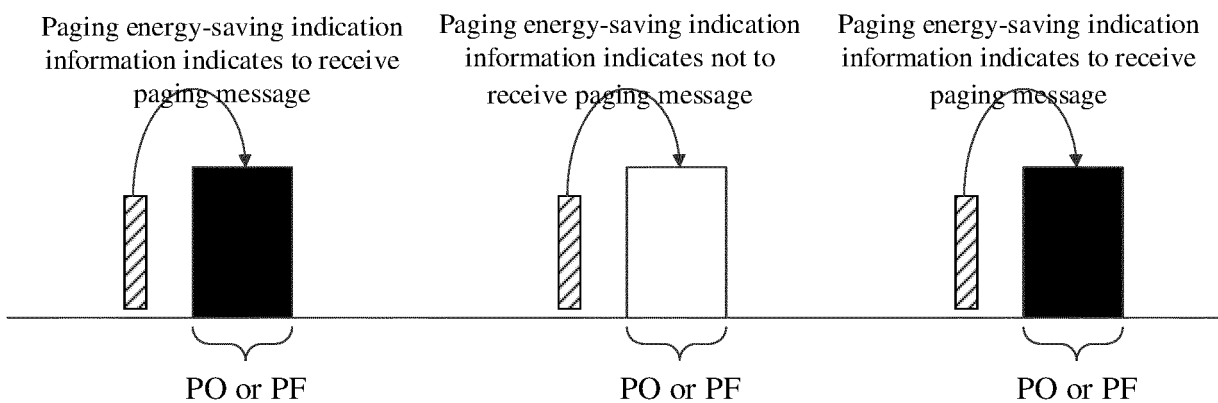 Paging energy-saving indication
information indicates to receive
paging message
Paging energy-saving indication
information indicates not to
receive paging message
Paging energy-saving indication
information indicates to receive
paging message
PO or PF
PO or PF
PO or PF